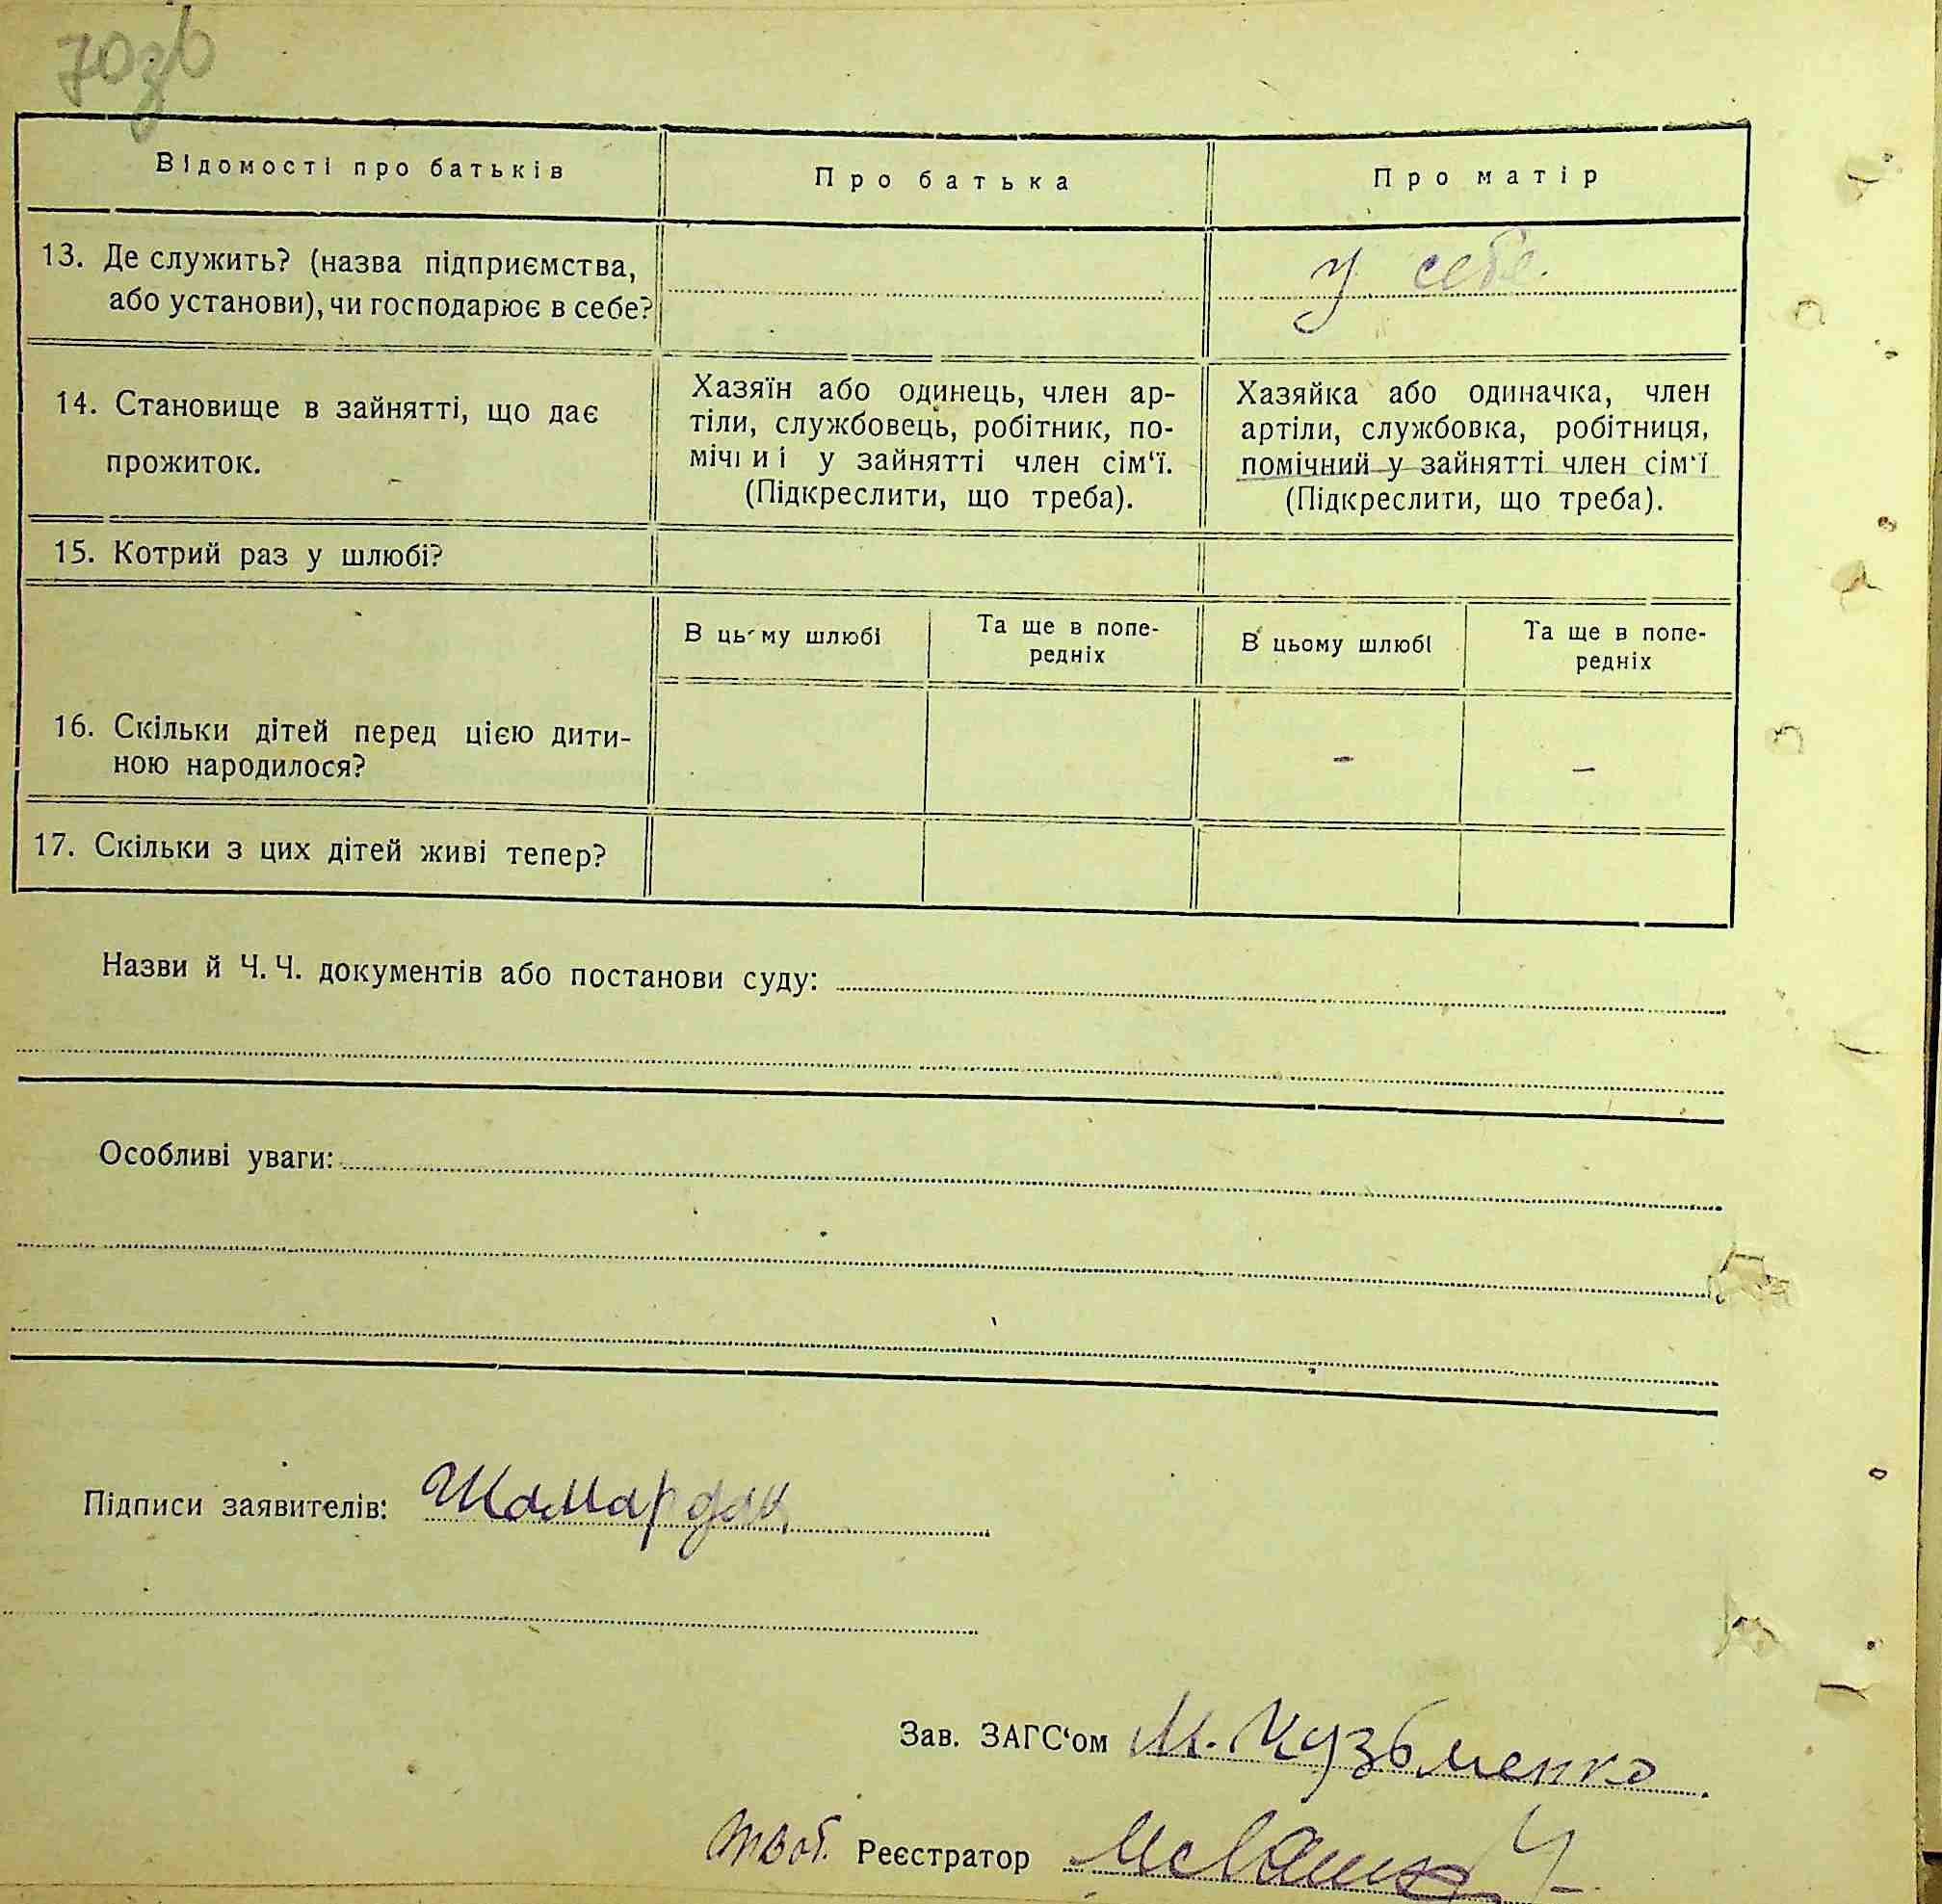 70зв
Відомості про батьків
Про батька
Про матір
13. Де служить? (назва підприємства,
або установи), чи господарює в себе?
у себе.
14. Становище в зайнятті, що дає
прожиток.
Хазяїн або одинець, член ар-
тіли, службовець, робітник, по-
мічниі у зайнятті член сім‘ї.
(Підкреслити, що треба).
Хазяйка або одиначка, член
артіли, службовка, робітниця,
помічний у зайнятті член сім‘ї
(Підкреслити, що треба).
15. Котрий раз у шлюбі?
В цьому шлюбі
Та ще в попе-
редніх
В цьому шлюбі
Та ще в попе-
редніх
16. Скільки дітей перед цією дити-
ною народилося?
-
-
17. Скільки з цих дітей живі тепер?
Назви й Ч. Ч. документів або постанови суду:
Особливі уваги:
Підписи заявителів: Шамардак
Зав. ЗАГС‘ом М. Кузьменко
Реєстратор